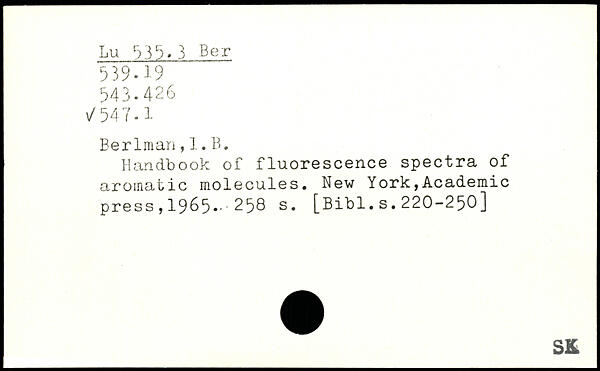 Lu 535.3 Ber
539.19
543.426
√547.1
Berlman,I.B.
Handbook of fluorescence spectra of
aromatic molecules. New York,Academic
press,1965. 258 s. [Bibl.s.220-250]
SK